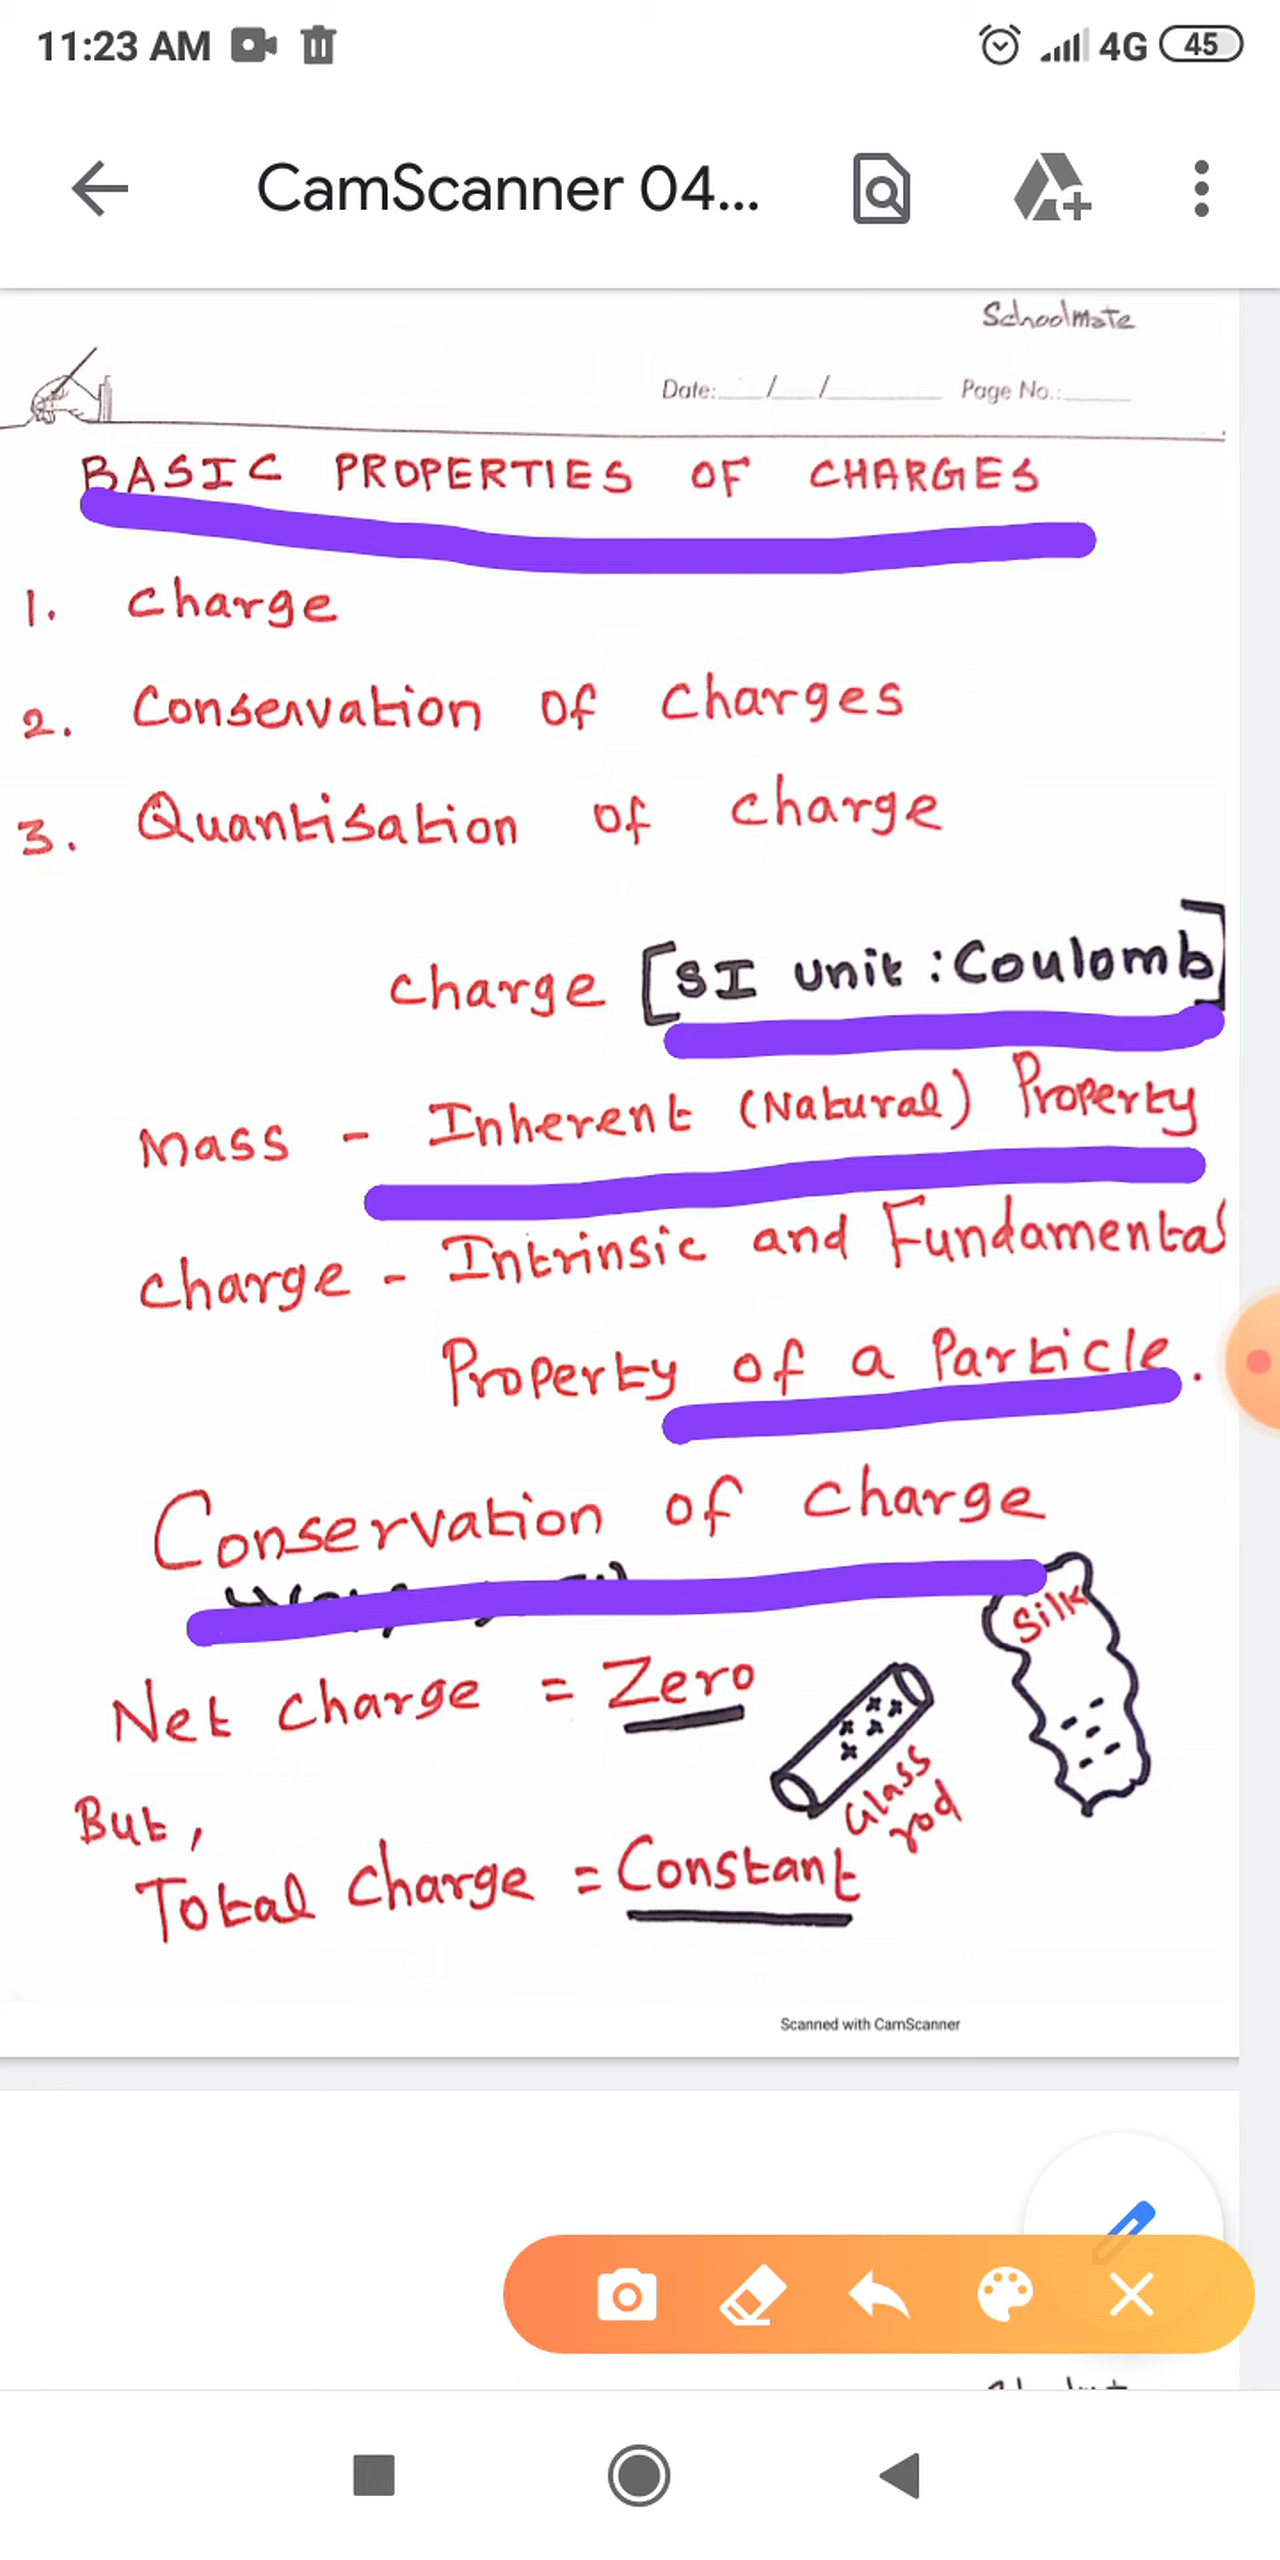 11:23 AM 4G 45
CamScanner 04...
Schoolmate
Date: / / Page No.:
BASIC PROPERTIES OF CHARGES
1. Charge
2. Conservation of Charges
3. Quantisation of charge
Charge [SI unit : Coulomb]
Mass - Inherent (Natural) Property
Charge - Intrinsic and Fundamental
Property of a Particle.
Conservation of charge
Silk
Net charge = Zero
Glass
rod
But,
Total charge = Constant
Scanned with CamScanner